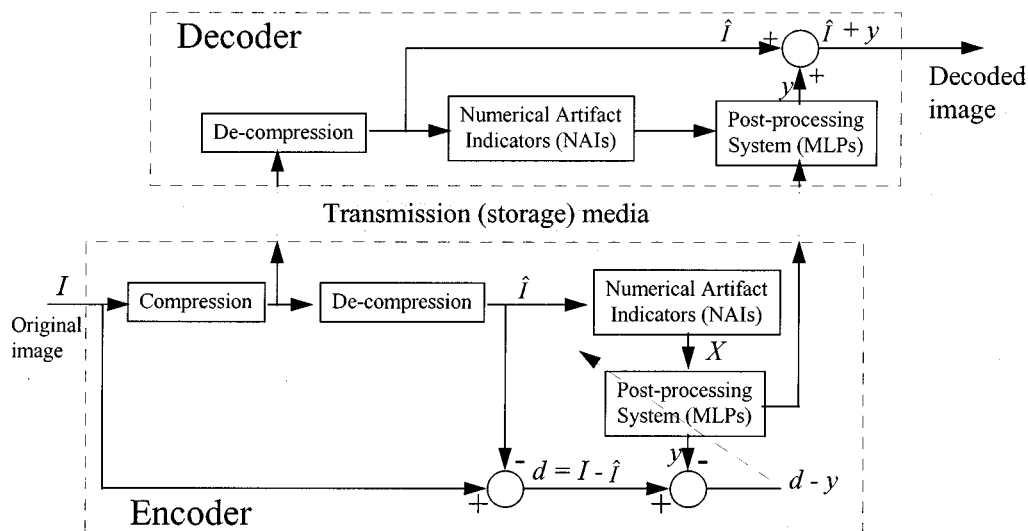 Decoder
Î
+
Î + y
y
+
Decoded
image
De-compression
Numerical Artifact
Indicators (NAIs)
Post-processing
System (MLPs)
Transmission (storage) media
I
Original
image
Compression
De-compression
Î
Numerical Artifact
Indicators (NAIs)
X
Post-processing
System (MLPs)
y
-
-
d = I - Î
d - y
+
+
Encoder